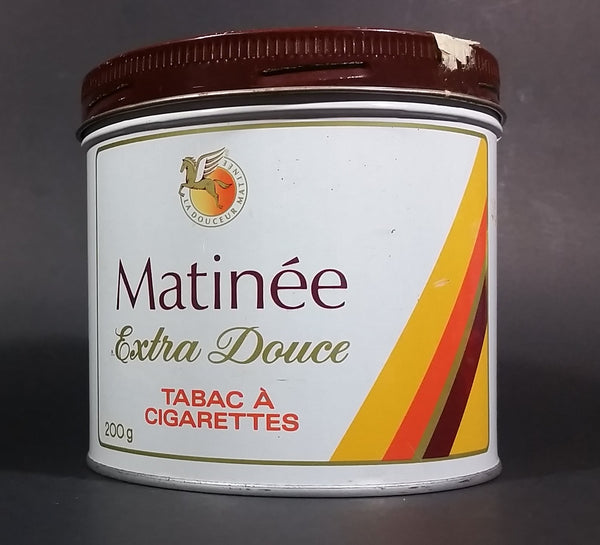 LA DOUCEUR MATINÉE
Matinée
Extra Douce
TABAC À
CIGARETTES
200g